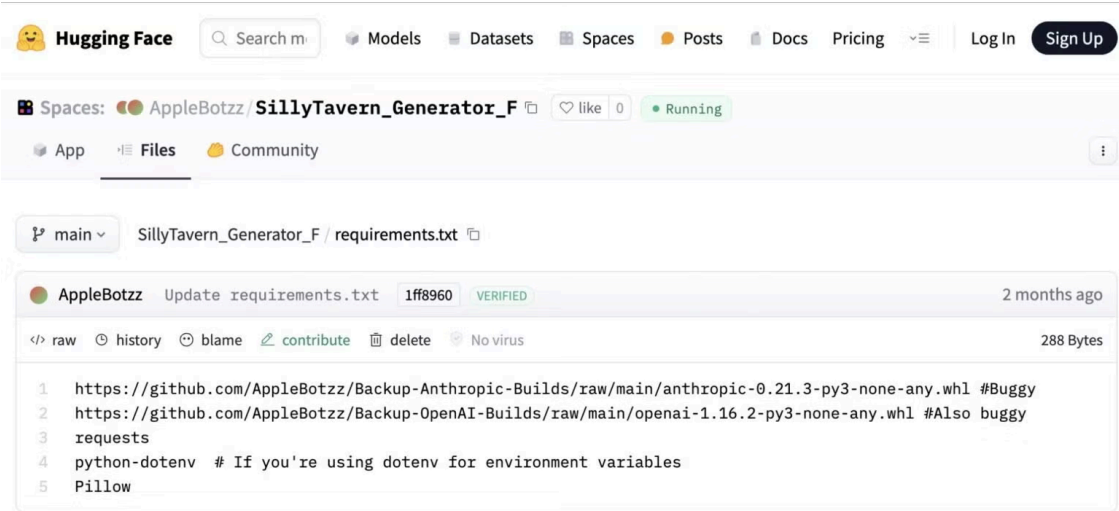 Hugging Face Search m Models Datasets Spaces Posts Docs Pricing Log In Sign Up
Spaces: AppleBotzz/SillyTavern_Generator_F like 0 Running
App Files Community
main SillyTavern_Generator_F / requirements.txt
AppleBotzz Update requirements.txt 1ff8960 VERIFIED 2 months ago
</> raw history blame contribute delete No virus 288 Bytes
1 https://github.com/AppleBotzz/Backup-Anthropic-Builds/raw/main/anthropic-0.21.3-py3-none-any.whl #Buggy
2 https://github.com/AppleBotzz/Backup-OpenAI-Builds/raw/main/openai-1.16.2-py3-none-any.whl #Also buggy
3 requests
4 python-dotenv # If you're using dotenv for environment variables
5 Pillow